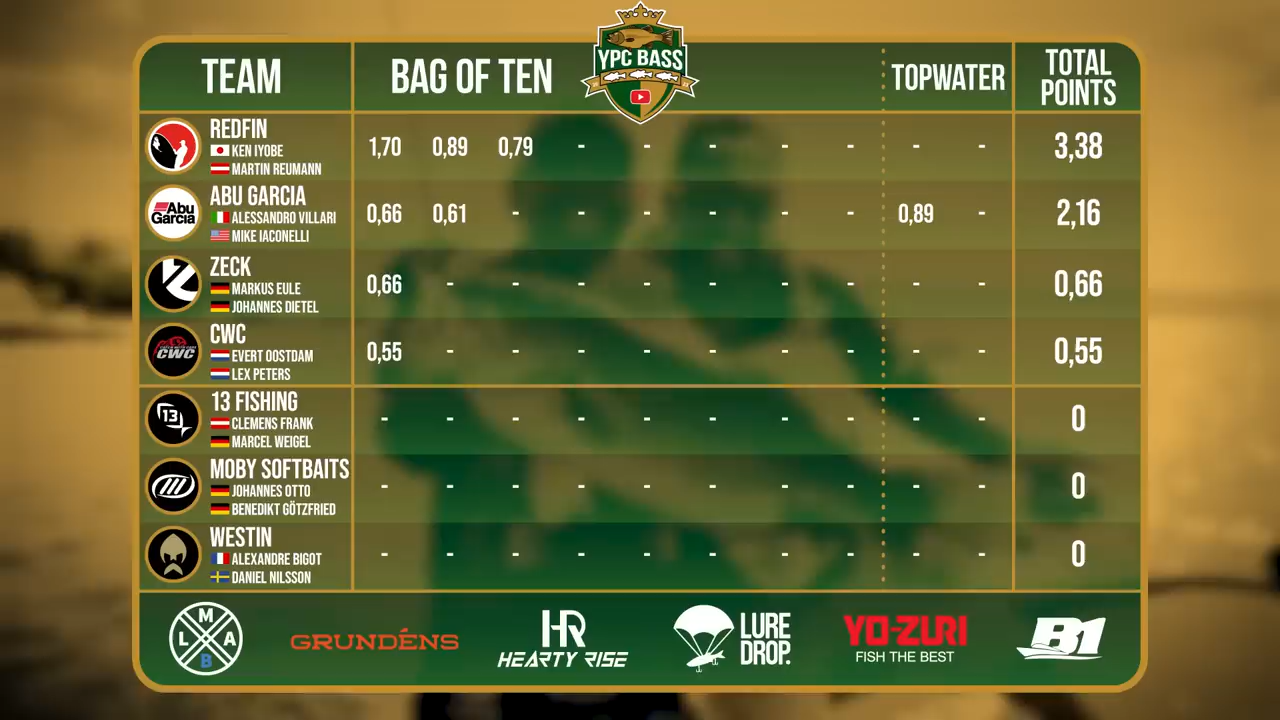 YPC BASS
TEAM BAG OF TEN TOPWATER TOTAL POINTS
REDFIN
KEN IYOBE
MARTIN REUMANN
1,70 0,89 0,79 - - - - - - - 3,38
Abu Garcia
ABU GARCIA
ALESSANDRO VILLARI
MIKE IACONELLI
0,66 0,61 - - - - - - 0,89 - 2,16
ZECK
MARKUS EULE
JOHANNES DIETEL
0,66 - - - - - - - - - 0,66
CWC
CWC
EVERT OOSTDAM
LEX PETERS
0,55 - - - - - - - - - 0,55
13
13 FISHING
CLEMENS FRANK
MARCEL WEIGEL
- - - - - - - - - - 0
MOBY SOFTBAITS
JOHANNES OTTO
BENEDIKT GÖTZFRIED
- - - - - - - - - - 0
WESTIN
ALEXANDRE BIGOT
DANIEL NILSSON
- - - - - - - - - - 0
M
L A
B
GRUNDÉNS
HR
HEARTY RISE
LURE
DROP.
YO-ZURI
FISH THE BEST
B1